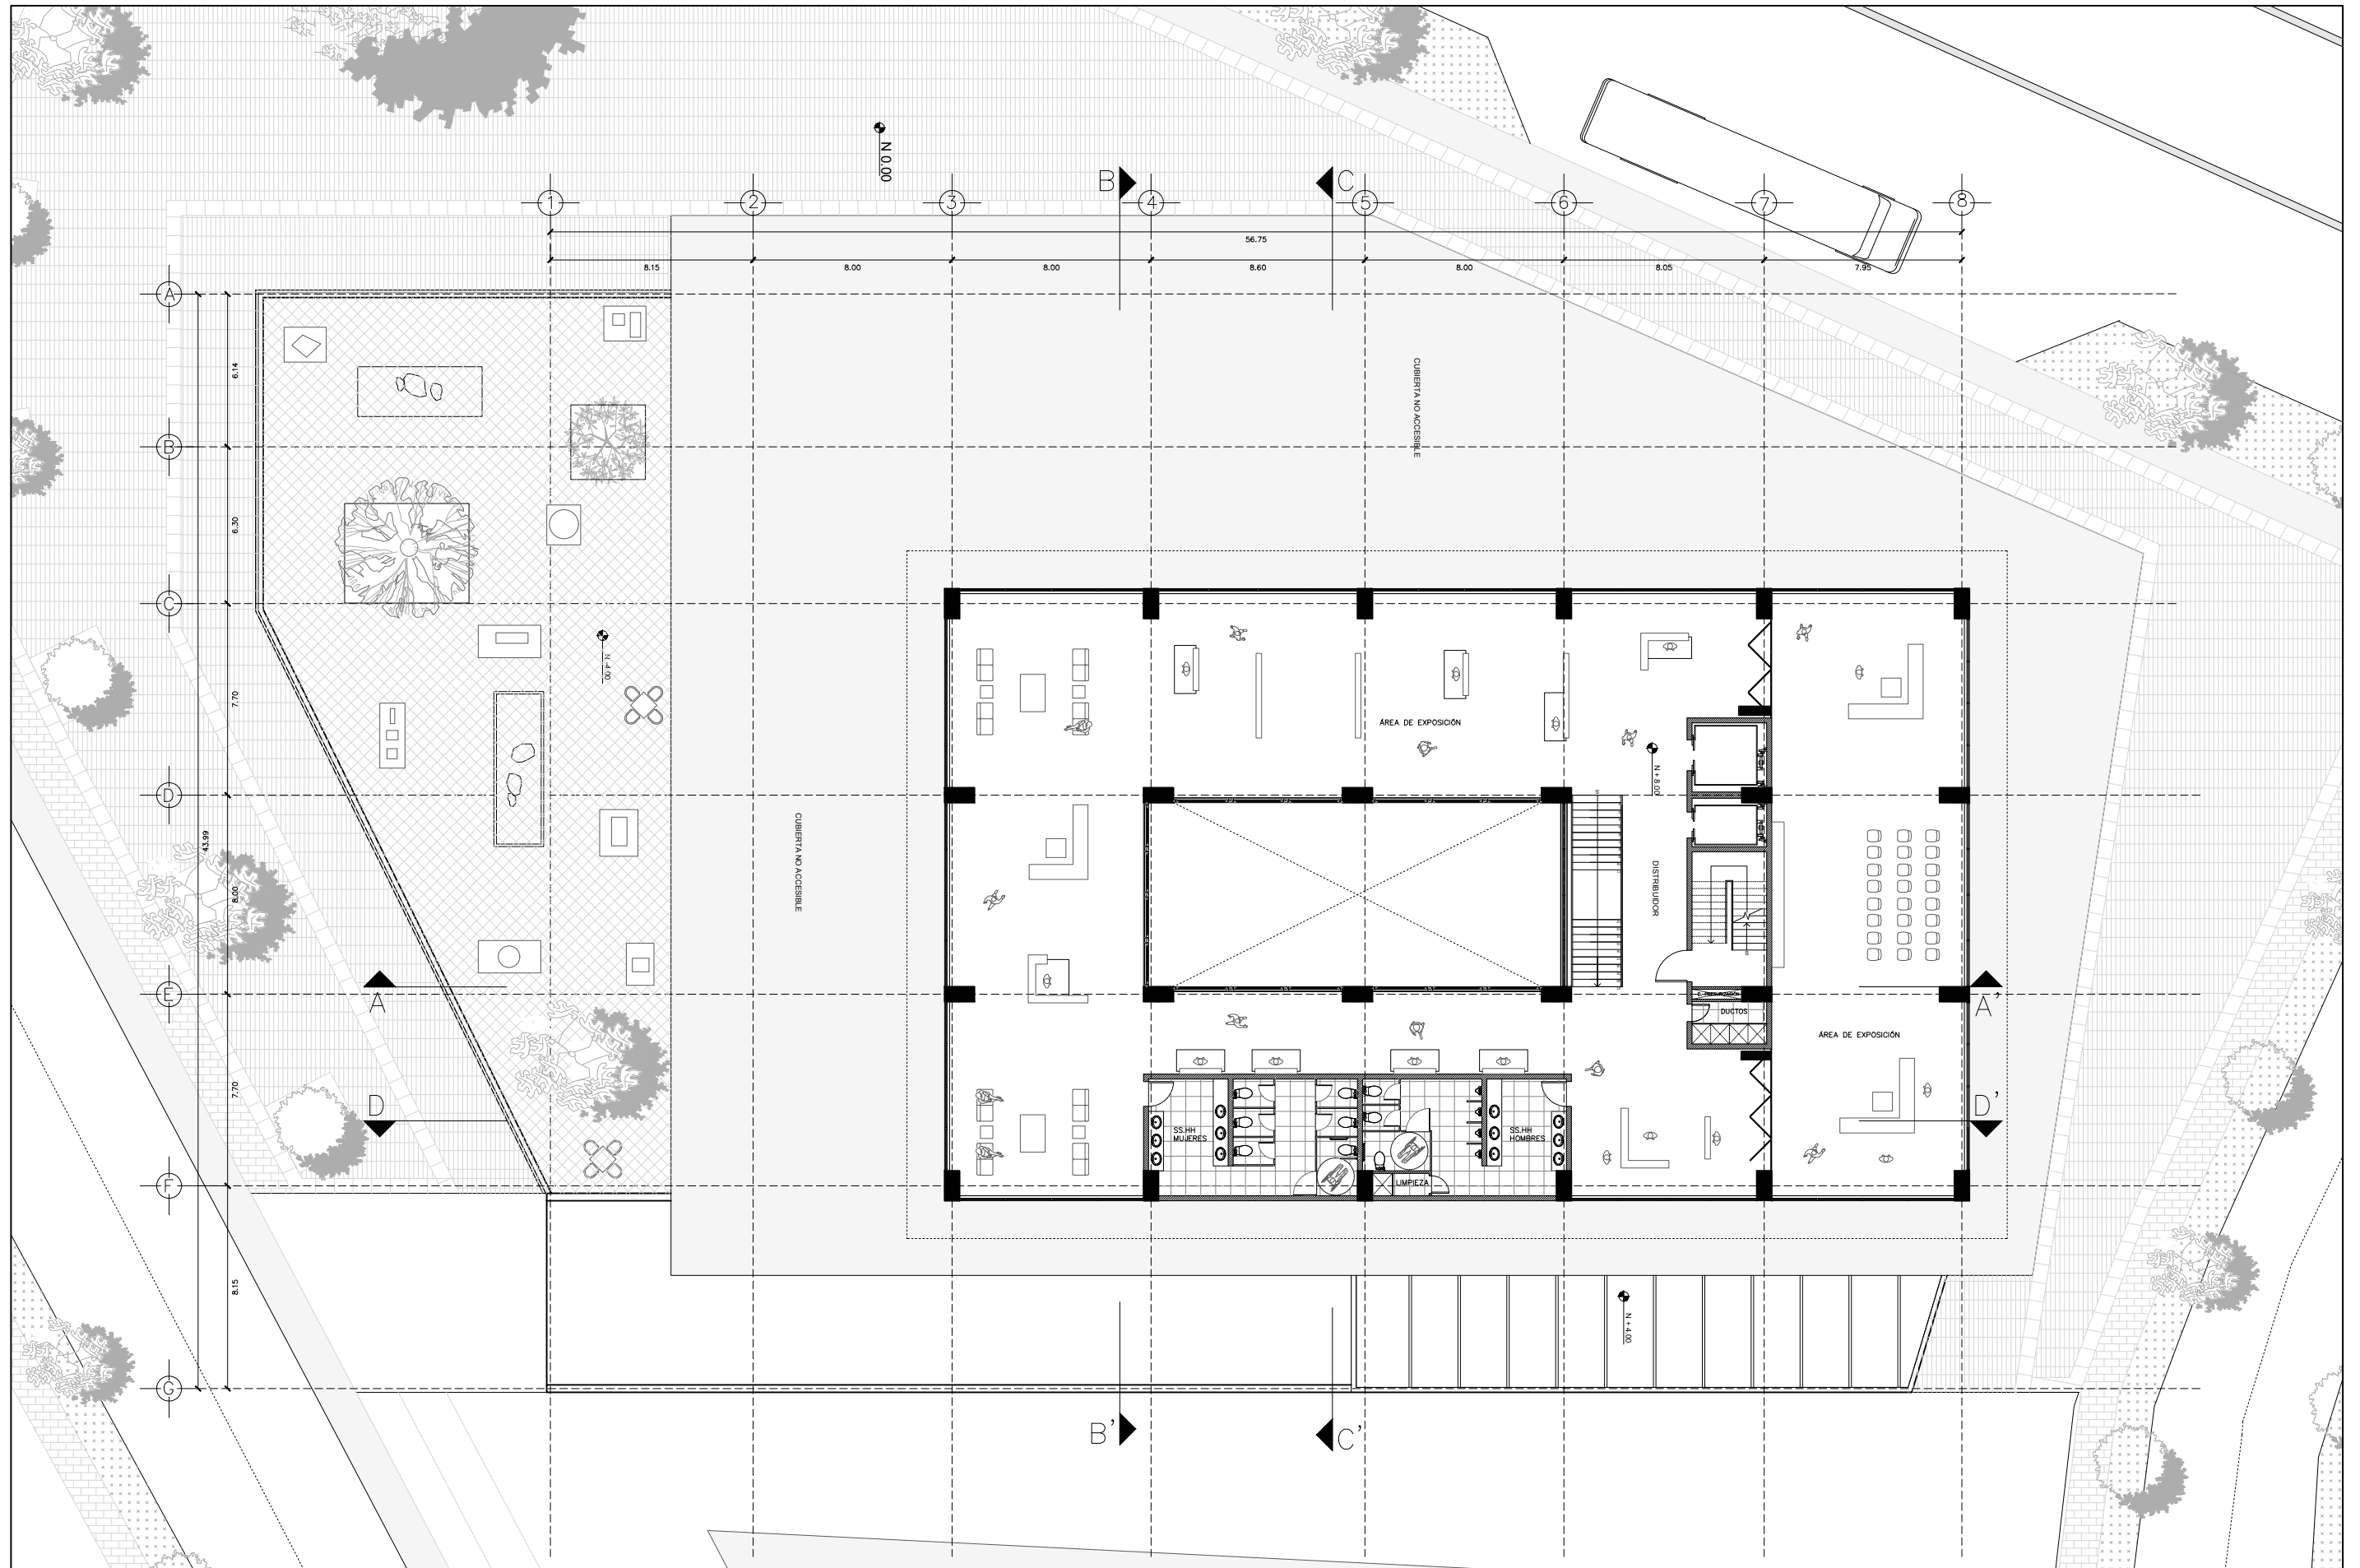 N 0.00
B
C
1
2
3
4
5
6
7
8
56.75
8.15
8.00
8.00
8.60
8.00
8.05
7.95
A
6.14
B
6.30
C
7.70
D
43.99
8.00
E
7.70
F
8.15
G
CUBIERTA NO ACCESIBLE
N -4.00
CUBIERTA NO ACCESIBLE
ÁREA DE EXPOSICIÓN
N + 8.00
DISTRIBUIDOR
DUCTOS
ÁREA DE EXPOSICIÓN
A
A'
D
D'
SS.HH
MUJERES
SS.HH
HOMBRES
LIMPIEZA
N + 4.00
B'
C'